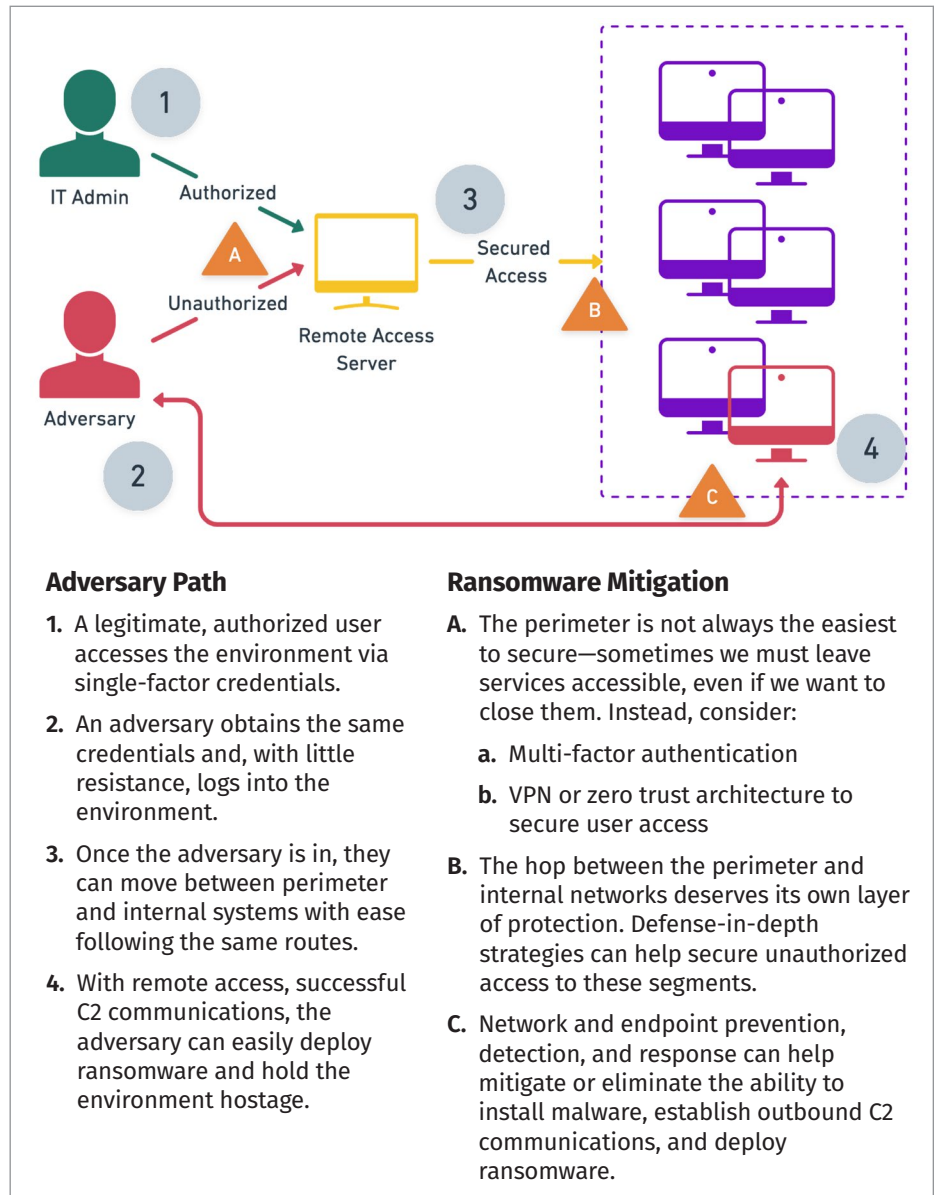 1
IT Admin
Authorized
A
Unauthorized
Adversary
2
Remote Access
Server
3
Secured
Access
B
4
C
Adversary Path
1. A legitimate, authorized user
accesses the environment via
single-factor credentials.
2. An adversary obtains the same
credentials and, with little
resistance, logs into the
environment.
3. Once the adversary is in, they
can move between perimeter
and internal systems with ease
following the same routes.
4. With remote access, successful
C2 communications, the
adversary can easily deploy
ransomware and hold the
environment hostage.
Ransomware Mitigation
A. The perimeter is not always the easiest
to secure—sometimes we must leave
services accessible, even if we want to
close them. Instead, consider:
a. Multi-factor authentication
b. VPN or zero trust architecture to
secure user access
B. The hop between the perimeter and
internal networks deserves its own layer
of protection. Defense-in-depth
strategies can help secure unauthorized
access to these segments.
C. Network and endpoint prevention,
detection, and response can help
mitigate or eliminate the ability to
install malware, establish outbound C2
communications, and deploy
ransomware.